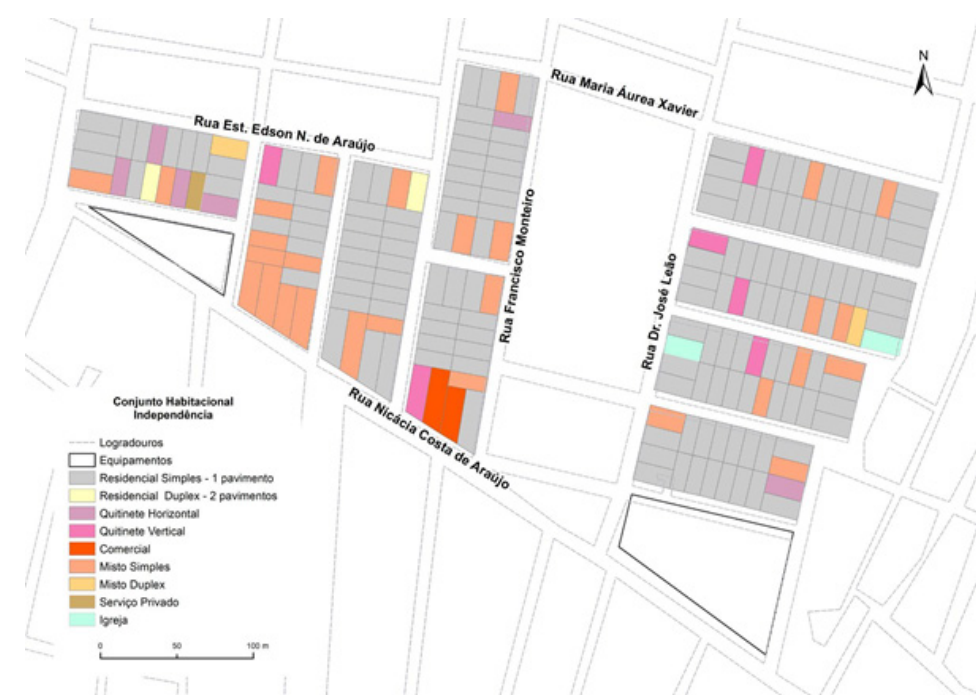 N
Rua Maria Áurea Xavier
Rua Est. Edson N. de Araújo
Rua Francisco Monteiro
Rua Dr. José Leão
Rua Nicácia Costa de Araújo
Conjunto Habitacional
Independência
Logradouros
Equipamentos
Residencial Simples - 1 pavimento
Residencial Duplex - 2 pavimentos
Quitinete Horizontal
Quitinete Vertical
Comercial
Misto Simples
Misto Duplex
Serviço Privado
Igreja
0 50 100 m